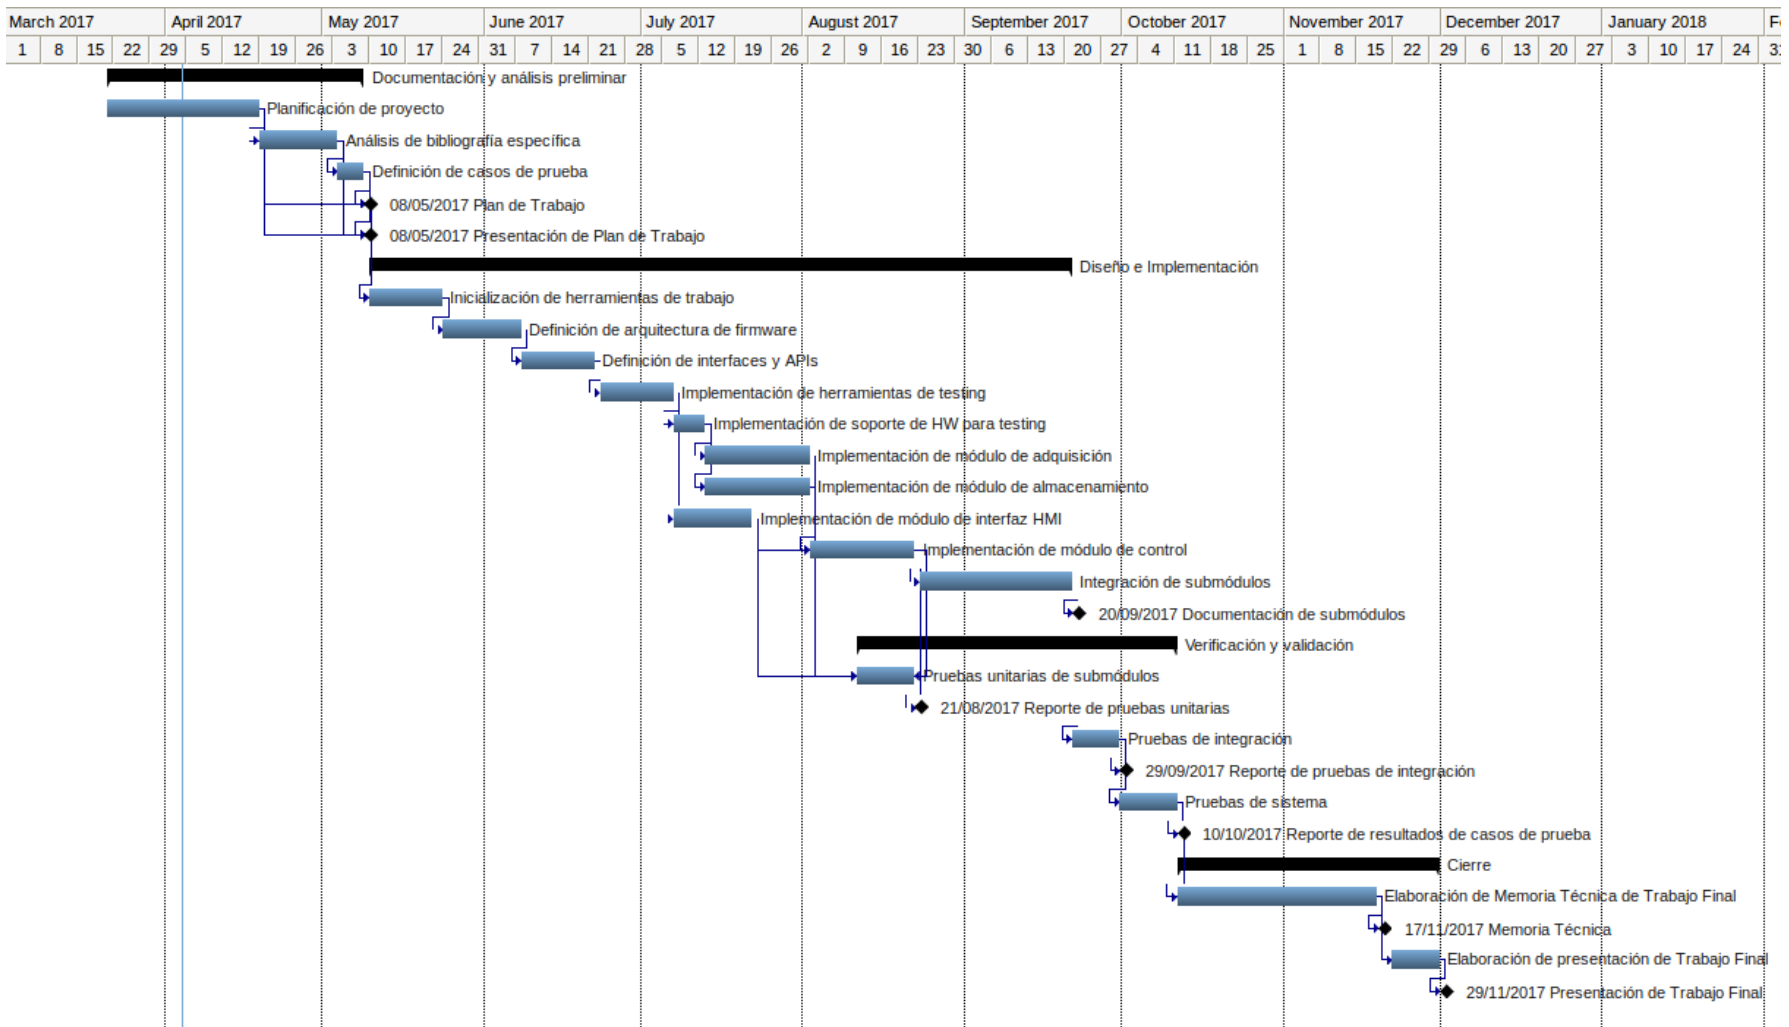 March 2017 April 2017 May 2017 June 2017 July 2017 August 2017 September 2017 October 2017 November 2017 December 2017 January 2018 Fe
1 8 15 22 29 5 12 19 26 3 10 17 24 31 7 14 21 28 5 12 19 26 2 9 16 23 30 6 13 20 27 4 11 18 25 1 8 15 22 29 6 13 20 27 3 10 17 24 31
Documentación y análisis preliminar
Planificación de proyecto
Análisis de bibliografía específica
Definición de casos de prueba
08/05/2017 Plan de Trabajo
08/05/2017 Presentación de Plan de Trabajo
Diseño e Implementación
Inicialización de herramientas de trabajo
Definición de arquitectura de firmware
Definición de interfaces y APIs
Implementación de herramientas de testing
Implementación de soporte de HW para testing
Implementación de módulo de adquisición
Implementación de módulo de almacenamiento
Implementación de módulo de interfaz HMI
Implementación de módulo de control
Integración de submódulos
20/09/2017 Documentación de submódulos
Verificación y validación
Pruebas unitarias de submódulos
21/08/2017 Reporte de pruebas unitarias
Pruebas de integración
29/09/2017 Reporte de pruebas de integración
Pruebas de sistema
10/10/2017 Reporte de resultados de casos de prueba
Cierre
Elaboración de Memoria Técnica de Trabajo Final
17/11/2017 Memoria Técnica
Elaboración de presentación de Trabajo Final
29/11/2017 Presentación de Trabajo Final